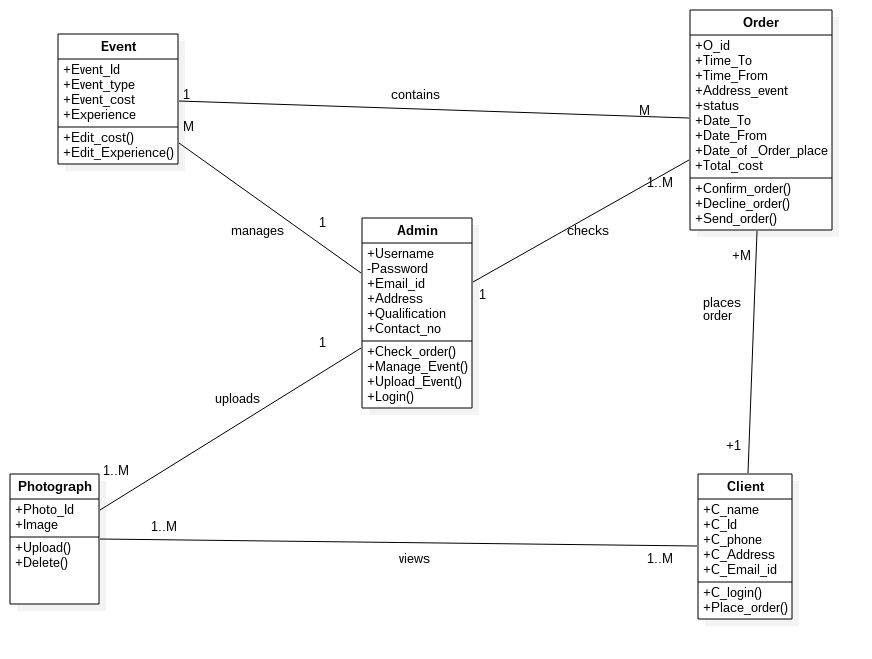 Event
+Event_Id
+Event_type
+Event_cost
+Experience
+Edit_cost()
+Edit_Experience()
Order
+O_id
+Time_To
+Time_From
+Address_event
+status
+Date_To
+Date_From
+Date_of _Order_place
+Total_cost
+Confirm_order()
+Decline_order()
+Send_order()
1
contains
M
M
manages
1
1..M
checks
1
Admin
+Username
-Password
+Email_id
+Address
+Qualification
+Contact_no
+Check_order()
+Manage_Event()
+Upload_Event()
+Login()
+M
places
order
+1
1
uploads
1..M
Photograph
+Photo_Id
+Image
+Upload()
+Delete()
1..M
views
1..M
Client
+C_name
+C_Id
+C_phone
+C_Address
+C_Email_id
+C_login()
+Place_order()